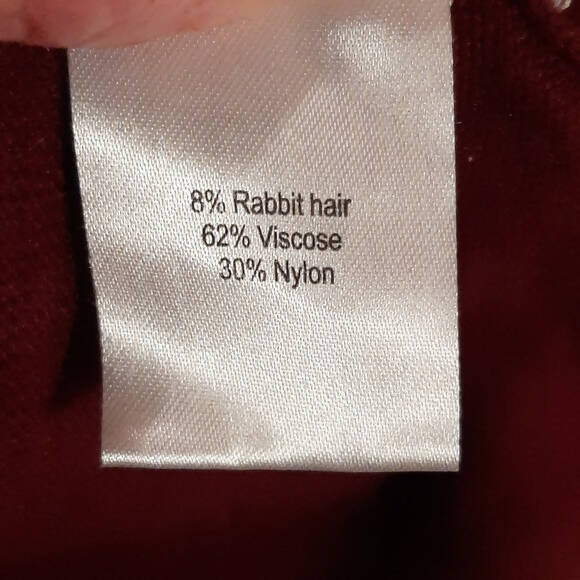 8% Rabbit hair
62% Viscose
30% Nylon